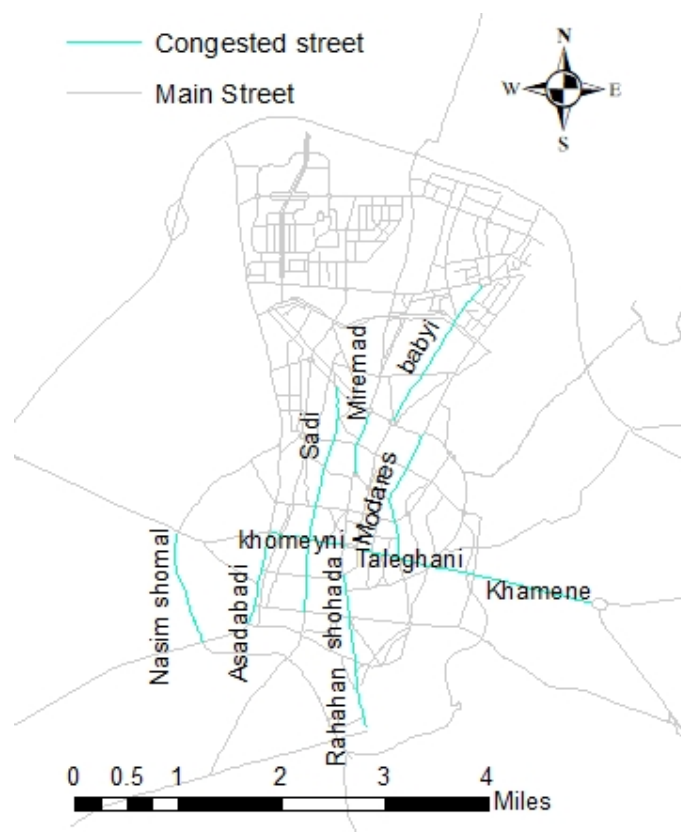 Congested street
Main Street
N
W
E
S
babyi
Miremad
Sadi
Modares
khomeyni
Taleghani
Khamene
Nasim shomal
Asadabadi
shohada
Rahahan
0 0.5 1 2 3 4
Miles